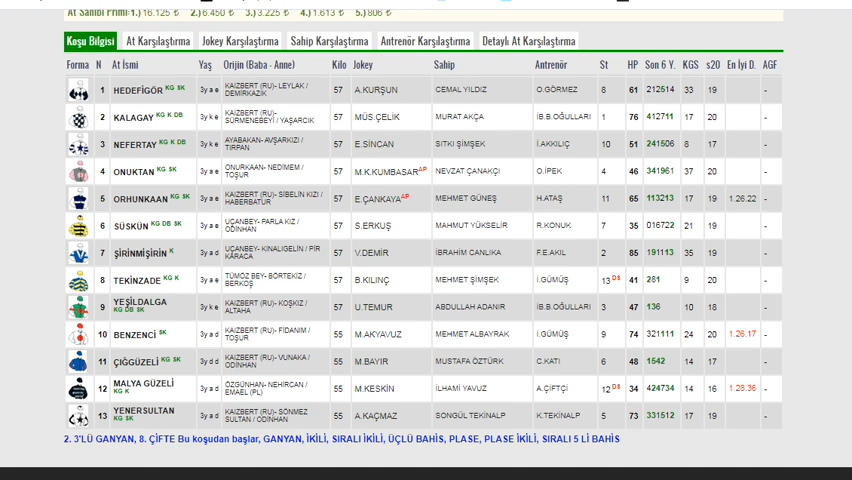 At Sahibi Primi:1.) 16.125 ₺ 2.) 6.450 ₺ 3.) 3.225 ₺ 4.) 1.613 ₺ 5.) 806 ₺
Koşu Bilgisi At Karşılaştırma Jokey Karşılaştırma Sahip Karşılaştırma Antrenör Karşılaştırma Detaylı At Karşılaştırma
Forma N At İsmi Yaş Orijin (Baba - Anne) Kilo Jokey Sahip Antrenör St HP Son 6 Y. KGS s20 En İyi D. AGF
1 HEDEFİGÖR KG SK 3y a e KAIZBERT (RU)- LEYLAK / DEMİRKAZIK 57 A.KURŞUN CEMAL YILDIZ O.GÖRMEZ 8 61 212514 33 19 -
2 KALAGAY KG K DB 3y k e KAIZBERT (RU)- SÜRMENEBEYİ / YAŞARCIK 57 MÜS.ÇELİK MURAT AKÇA İB.B.OĞULLARI 1 76 412711 17 20 -
3 NEFERTAY KG K DB 3y k e AYABAKAN- AVŞARKIZI / TIRPAN 57 E.SİNCAN SITKI ŞİMŞEK İ.AKKILIÇ 10 51 241506 8 17 -
4 ONUKTAN KG SK 3y a e ONURKAAN- NEDİMEM / TOŞUR 57 M.K.KUMBASAR AP NEVZAT ÇANAKÇI O.İPEK 4 46 341961 37 20 -
5 ORHUNKAAN KG SK 3y a e KAIZBERT (RU)- SİBELİN KIZI / HABERBATUR 57 E.ÇANKAYA AP MEHMET GÜNEŞ H.ATAŞ 11 65 113213 17 19 1.26.22 -
6 SÜSKÜN KG DB SK 3y a e UÇANBEY- PARLA KIZ / ODİNHAN 57 S.ERKUŞ MAHMUT YÜKSELİR R.KONUK 7 35 016722 21 19 -
7 ŞİRİNMİŞİRİN K 3y a d UÇANBEY- KINALIGELİN / PİR KARACA 57 V.DEMİR İBRAHİM CANLIKA F.E.AKIL 2 85 191113 35 19 -
8 TEKİNZADE KG K 3y a e TÜMÖZ BEY- BÖRTEKİZ / BERKOŞ 57 B.KILINÇ MEHMET ŞİMŞEK İ.GÜMÜŞ 13 DS 41 281 9 20 -
9 YEŞİLDALGA KG DB SK 3y k e KAIZBERT (RU)- KOŞKIZ / ALTAHA 57 U.TEMUR ABDULLAH ADANIR İB.B.OĞULLARI 3 47 136 10 18 -
10 BENZENCİ SK 3y a d KAIZBERT (RU)- FİDANIM / TOŞUR 55 M.AKYAVUZ MEHMET ALBAYRAK İ.GÜMÜŞ 9 74 321111 24 20 1.26.17 -
11 ÇIĞGÜZELİ KG SK 3y d d KAIZBERT (RU)- VUNAKA / ODİNHAN 55 M.BAYIR MUSTAFA ÖZTÜRK C.KATI 6 48 1542 14 17 -
12 MALYA GÜZELİ KG K 3y a d ÖZGÜNHAN- NEHİRCAN / EMAEL (PL) 55 M.KESKİN İLHAMİ YAVUZ A.ÇİFTÇİ 12 DS 34 424734 14 16 1.28.36 -
13 YENERSULTAN KG SK 3y a d KAIZBERT (RU)- SÖNMEZ SULTAN / ODİNHAN 55 A.KAÇMAZ SONGÜL TEKİNALP K.TEKİNALP 5 73 331512 17 19 -
2. 3'LÜ GANYAN, 8. ÇİFTE Bu koşudan başlar, GANYAN, İKİLİ, SIRALI İKİLİ, ÜÇLÜ BAHİS, PLASE, PLASE İKİLİ, SIRALI 5 Lİ BAHİS